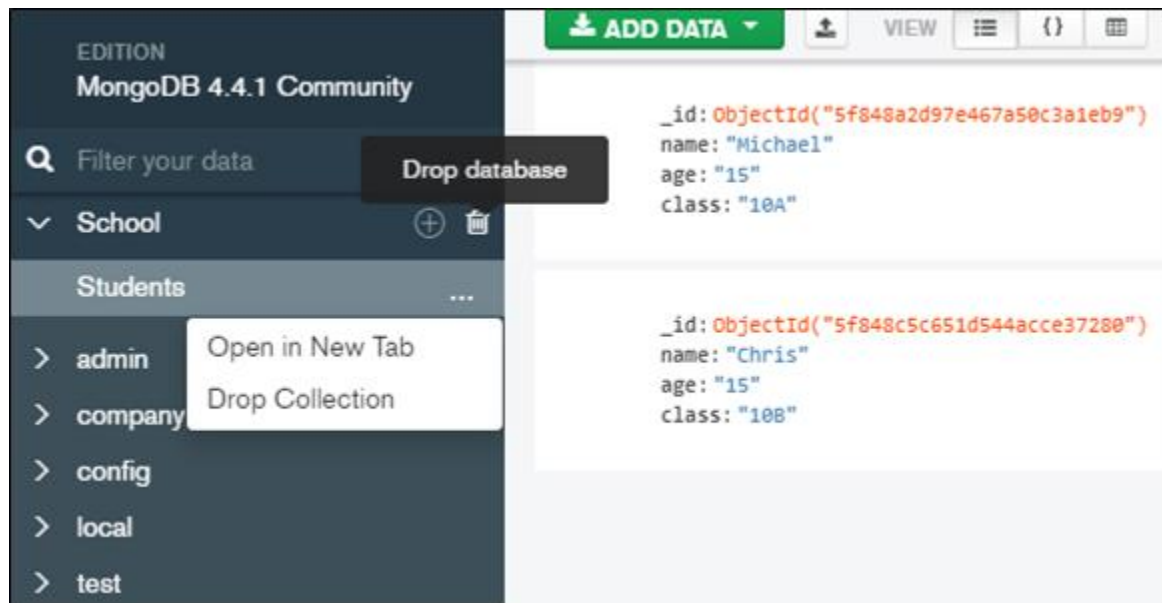 EDITION
MongoDB 4.4.1 Community
Filter your data
Drop database
School
Students
...
Open in New Tab
Drop Collection
admin
company
config
local
test
ADD DATA
VIEW
{}
_id: ObjectId("5f848a2d97e467a50c3a1eb9")
name: "Michael"
age: "15"
class: "10A"
_id: ObjectId("5f848c5c651d544acce37280")
name: "Chris"
age: "15"
class: "10B"